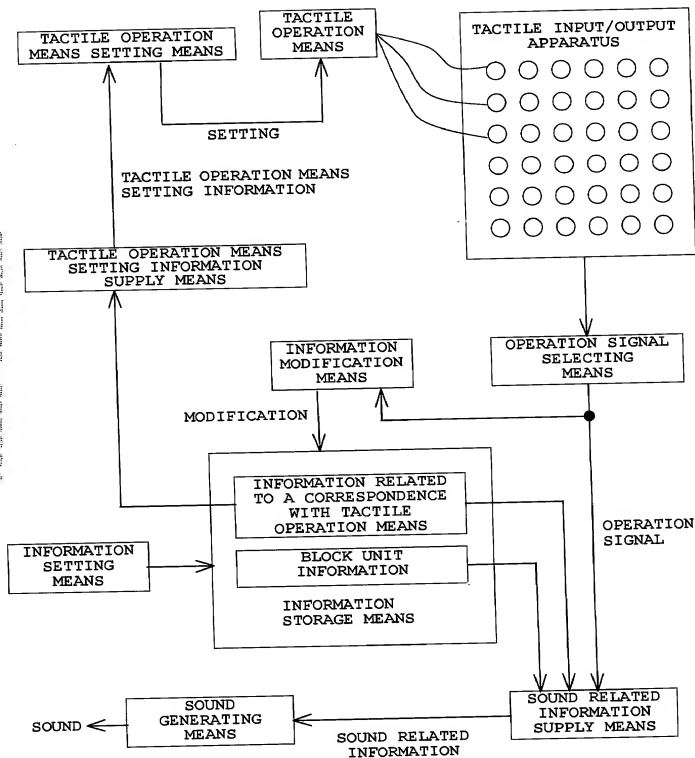 TACTILE OPERATION
MEANS SETTING MEANS
TACTILE
OPERATION
MEANS
TACTILE INPUT/OUTPUT
APPARATUS
SETTING
TACTILE OPERATION MEANS
SETTING INFORMATION
TACTILE OPERATION MEANS
SETTING INFORMATION
SUPPLY MEANS
INFORMATION
MODIFICATION
MEANS
OPERATION SIGNAL
SELECTING
MEANS
MODIFICATION
INFORMATION RELATED
TO A CORRESPONDENCE
WITH TACTILE
OPERATION MEANS
OPERATION
SIGNAL
INFORMATION
SETTING
MEANS
BLOCK UNIT
INFORMATION
INFORMATION
STORAGE MEANS
SOUND
SOUND
GENERATING
MEANS
SOUND RELATED
INFORMATION
SOUND RELATED
INFORMATION
SUPPLY MEANS